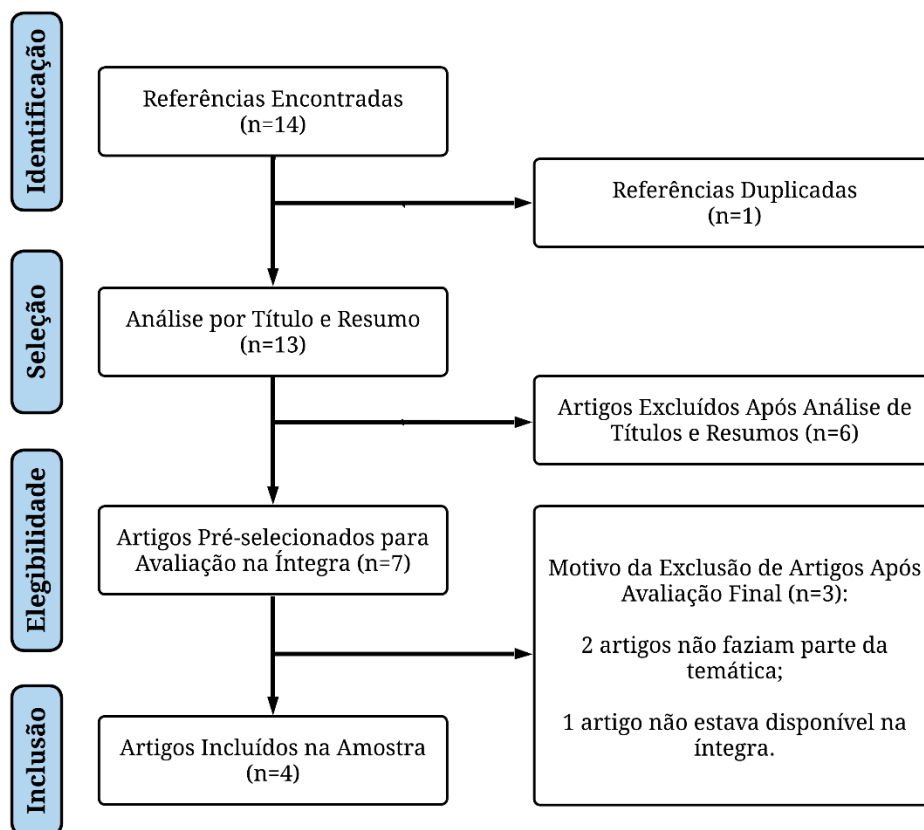 Identificação
Referências Encontradas
(n=14)
Referências Duplicadas
(n=1)
Seleção
Análise por Título e Resumo
(n=13)
Artigos Excluídos Após Análise de
Títulos e Resumos (n=6)
Elegibilidade
Artigos Pré-selecionados para
Avaliação na Íntegra (n=7)
Motivo da Exclusão de Artigos Após
Avaliação Final (n=3):
2 artigos não faziam parte da
temática;
1 artigo não estava disponível na
íntegra.
Inclusão
Artigos Incluídos na Amostra
(n=4)